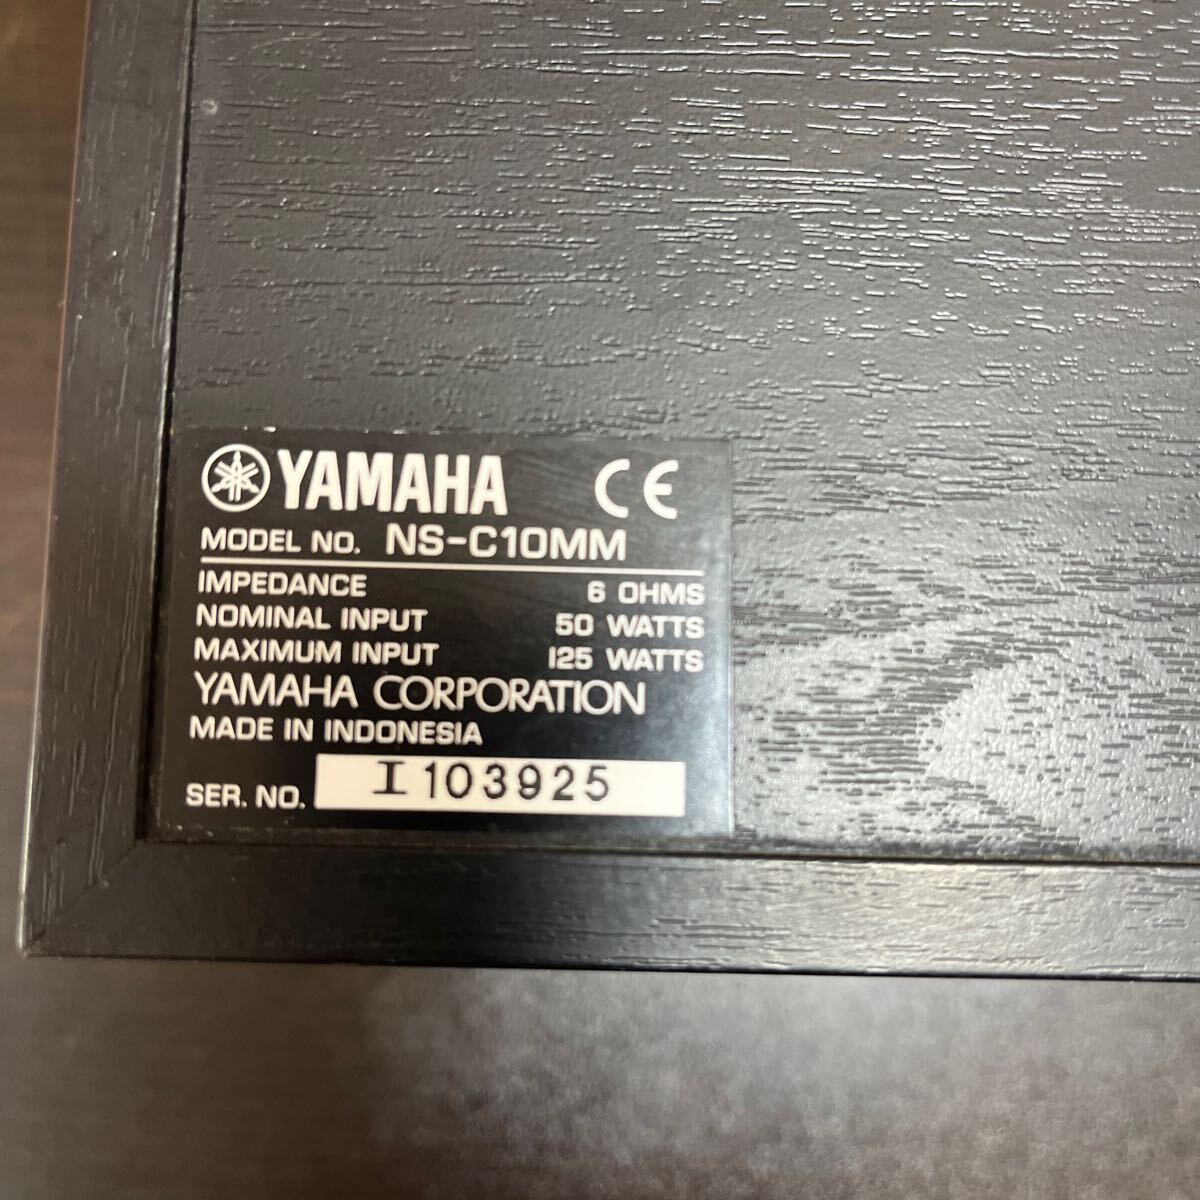 YAMAHA CE
MODEL NO. NS-C10MM
IMPEDANCE 6 OHMS
NOMINAL INPUT 50 WATTS
MAXIMUM INPUT 125 WATTS
YAMAHA CORPORATION
MADE IN INDONESIA
SER. NO. I103925